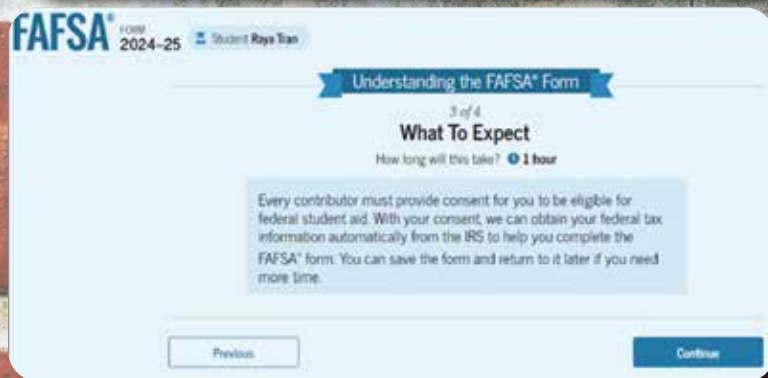 FAFSA® FORM
2024–25
Student Raya Tran
Understanding the FAFSA® Form
3 of 4
What To Expect
How long will this take? 1 hour
Every contributor must provide consent for you to be eligible for
federal student aid. With your consent, we can obtain your federal tax
information automatically from the IRS to help you complete the
FAFSA® form. You can save the form and return to it later if you need
more time.
Previous
Continue